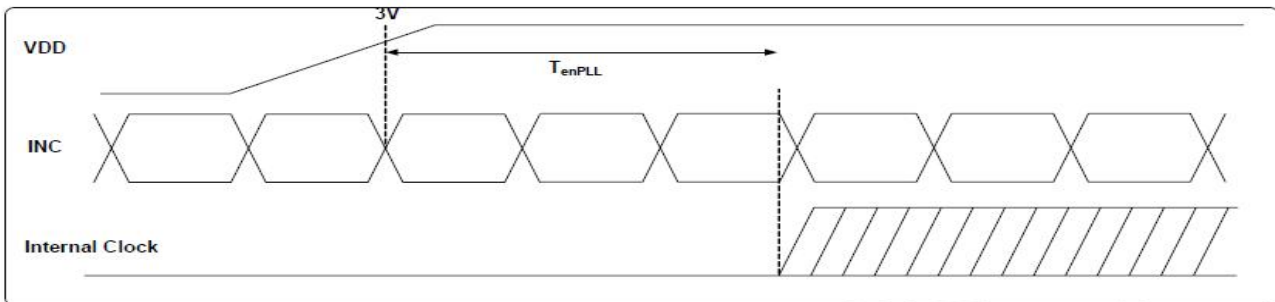 3V
VDD
TenPLL
INC
Internal Clock